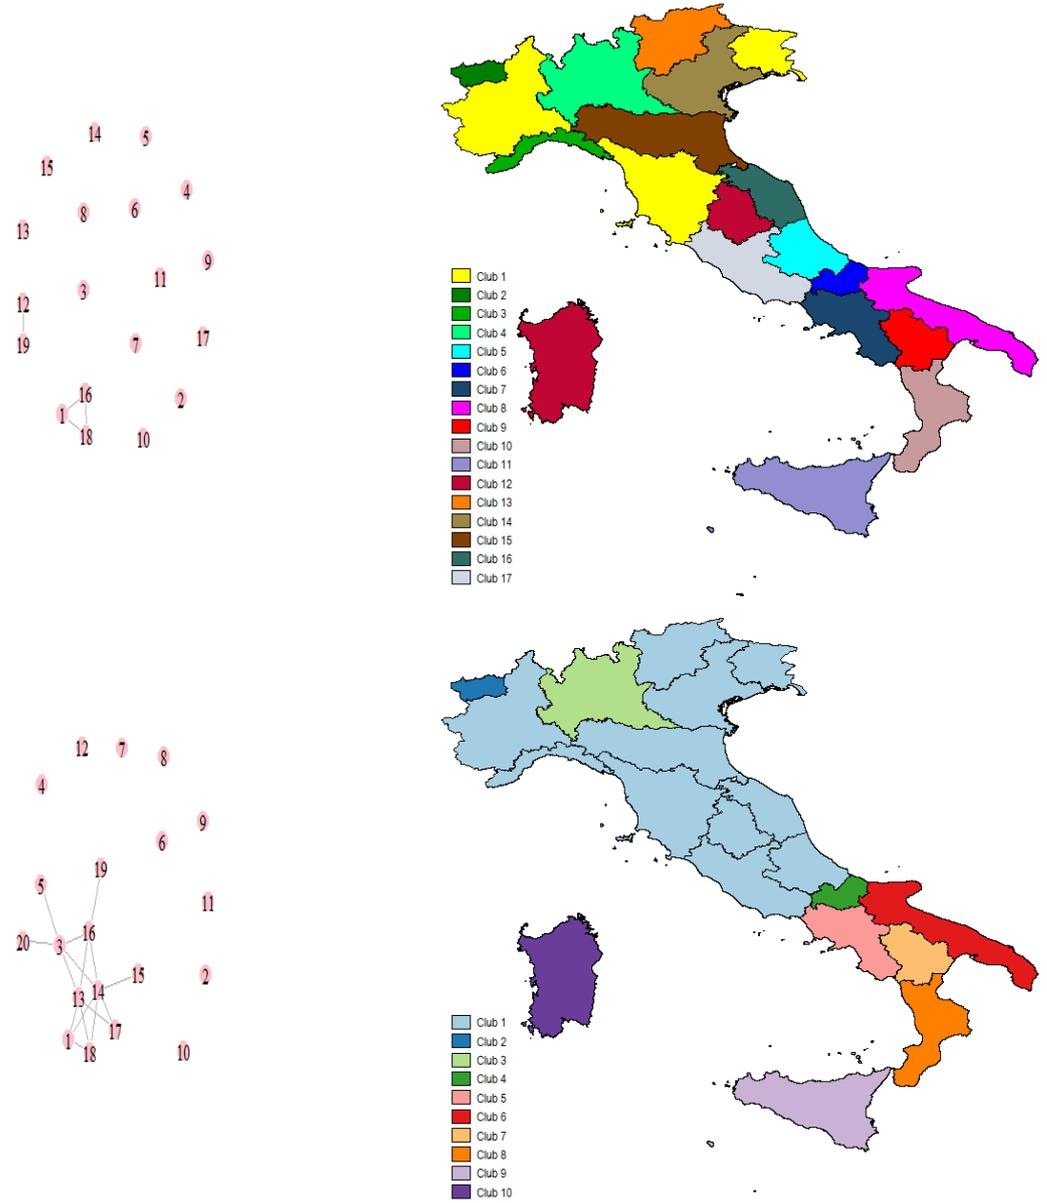 14 5
15
4
8 6
13
9
11
3
12
19 7 17
16 2
1
18 10
Club 1
Club 2
Club 3
Club 4
Club 5
Club 6
Club 7
Club 8
Club 9
Club 10
Club 11
Club 12
Club 13
Club 14
Club 15
Club 16
Club 17
12 7 8
4
9
6
19
5
11
16
20 3
15 2
14
13
17
1
18 10
Club 1
Club 2
Club 3
Club 4
Club 5
Club 6
Club 7
Club 8
Club 9
Club 10